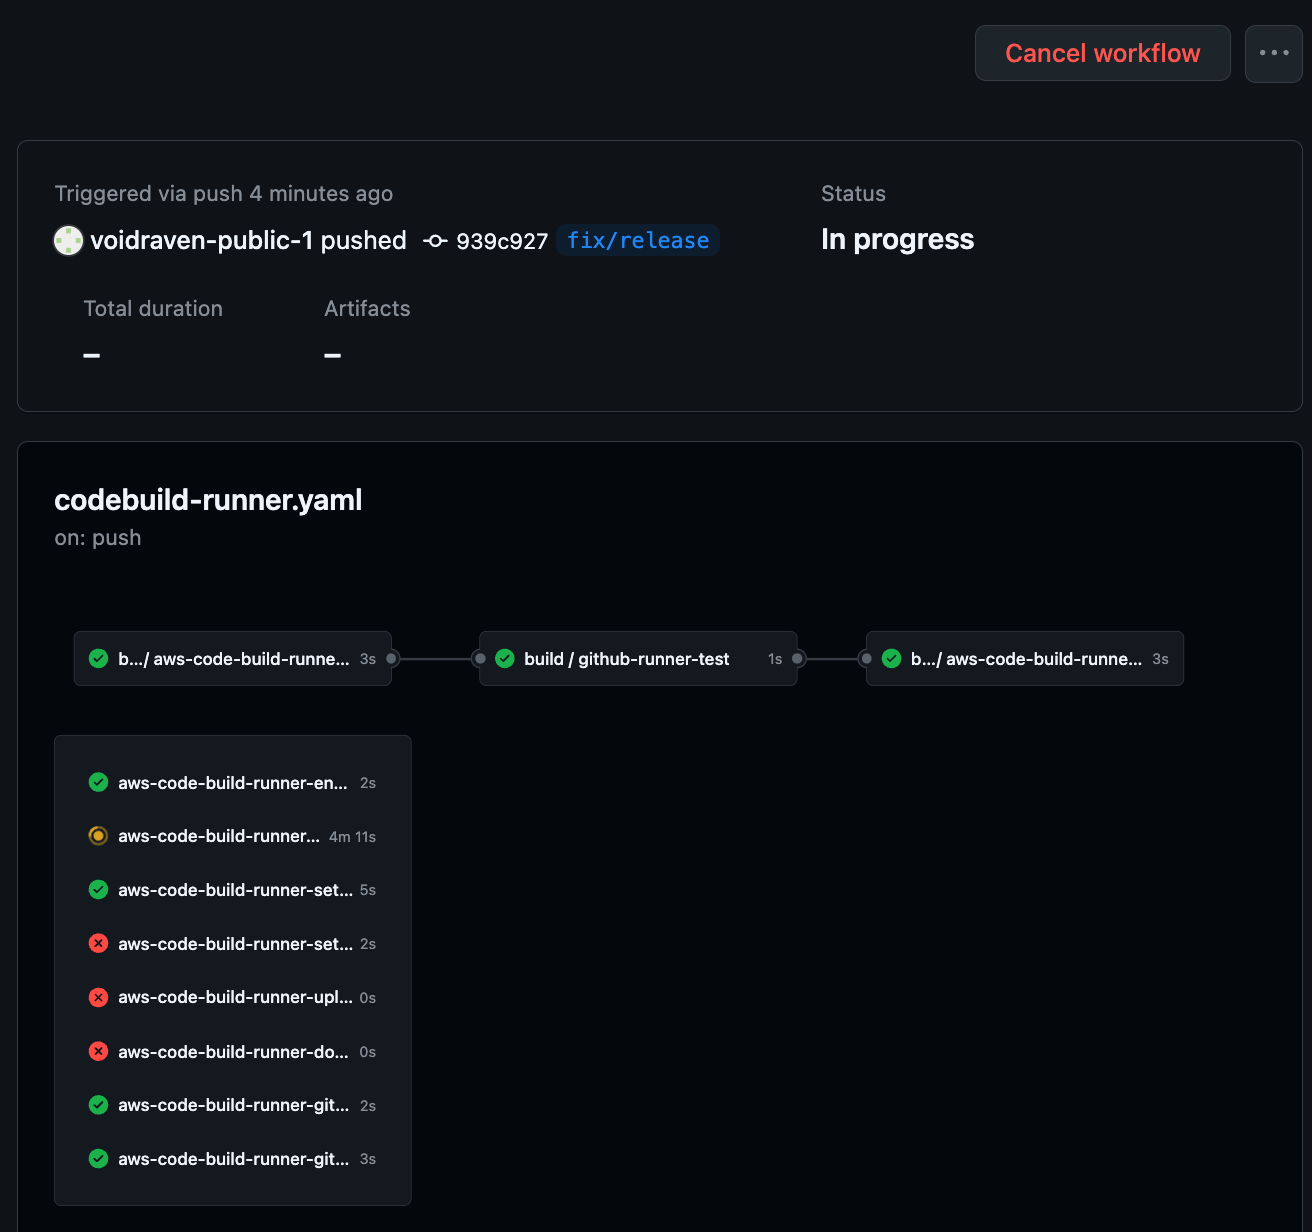 Cancel workflow
Triggered via push 4 minutes ago
Status
voidraven-public-1 pushed 939c927 fix/release
In progress
Total duration
Artifacts
–
–
codebuild-runner.yaml
on: push
b.../ aws-code-build-runne... 3s
build / github-runner-test 1s
b.../ aws-code-build-runne... 3s
aws-code-build-runner-en... 2s
aws-code-build-runner... 4m 11s
aws-code-build-runner-set... 5s
aws-code-build-runner-set... 2s
aws-code-build-runner-upl... 0s
aws-code-build-runner-do... 0s
aws-code-build-runner-git... 2s
aws-code-build-runner-git... 3s